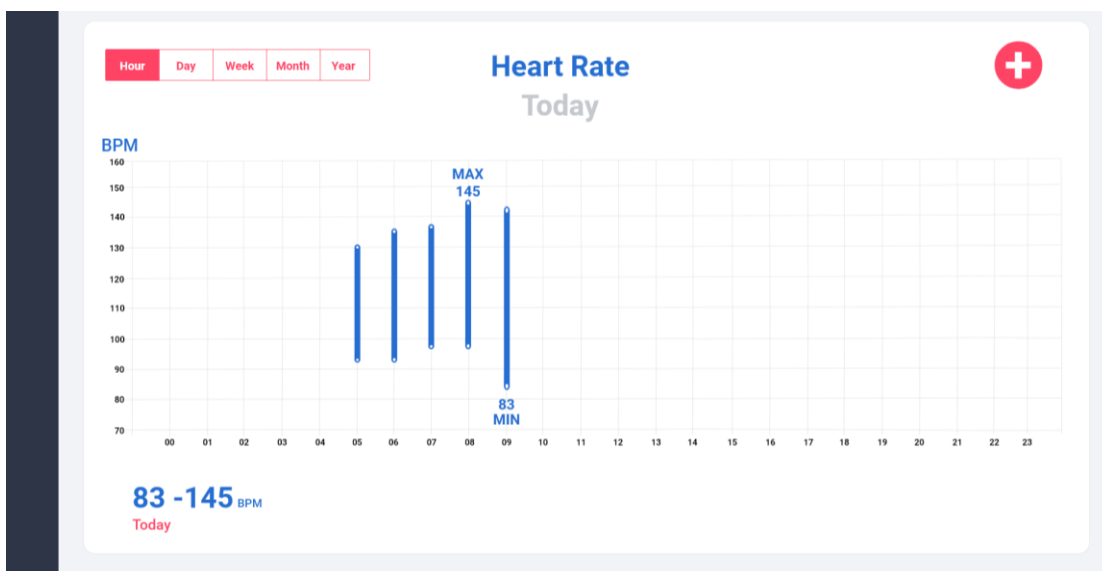 Hour Day Week Month Year
Heart Rate
Today
BPM
MAX
145
160
150
140
130
120
110
100
90
80
70
83
MIN
00 01 02 03 04 05 06 07 08 09 10 11 12 13 14 15 16 17 18 19 20 21 22 23
83 -145 BPM
Today